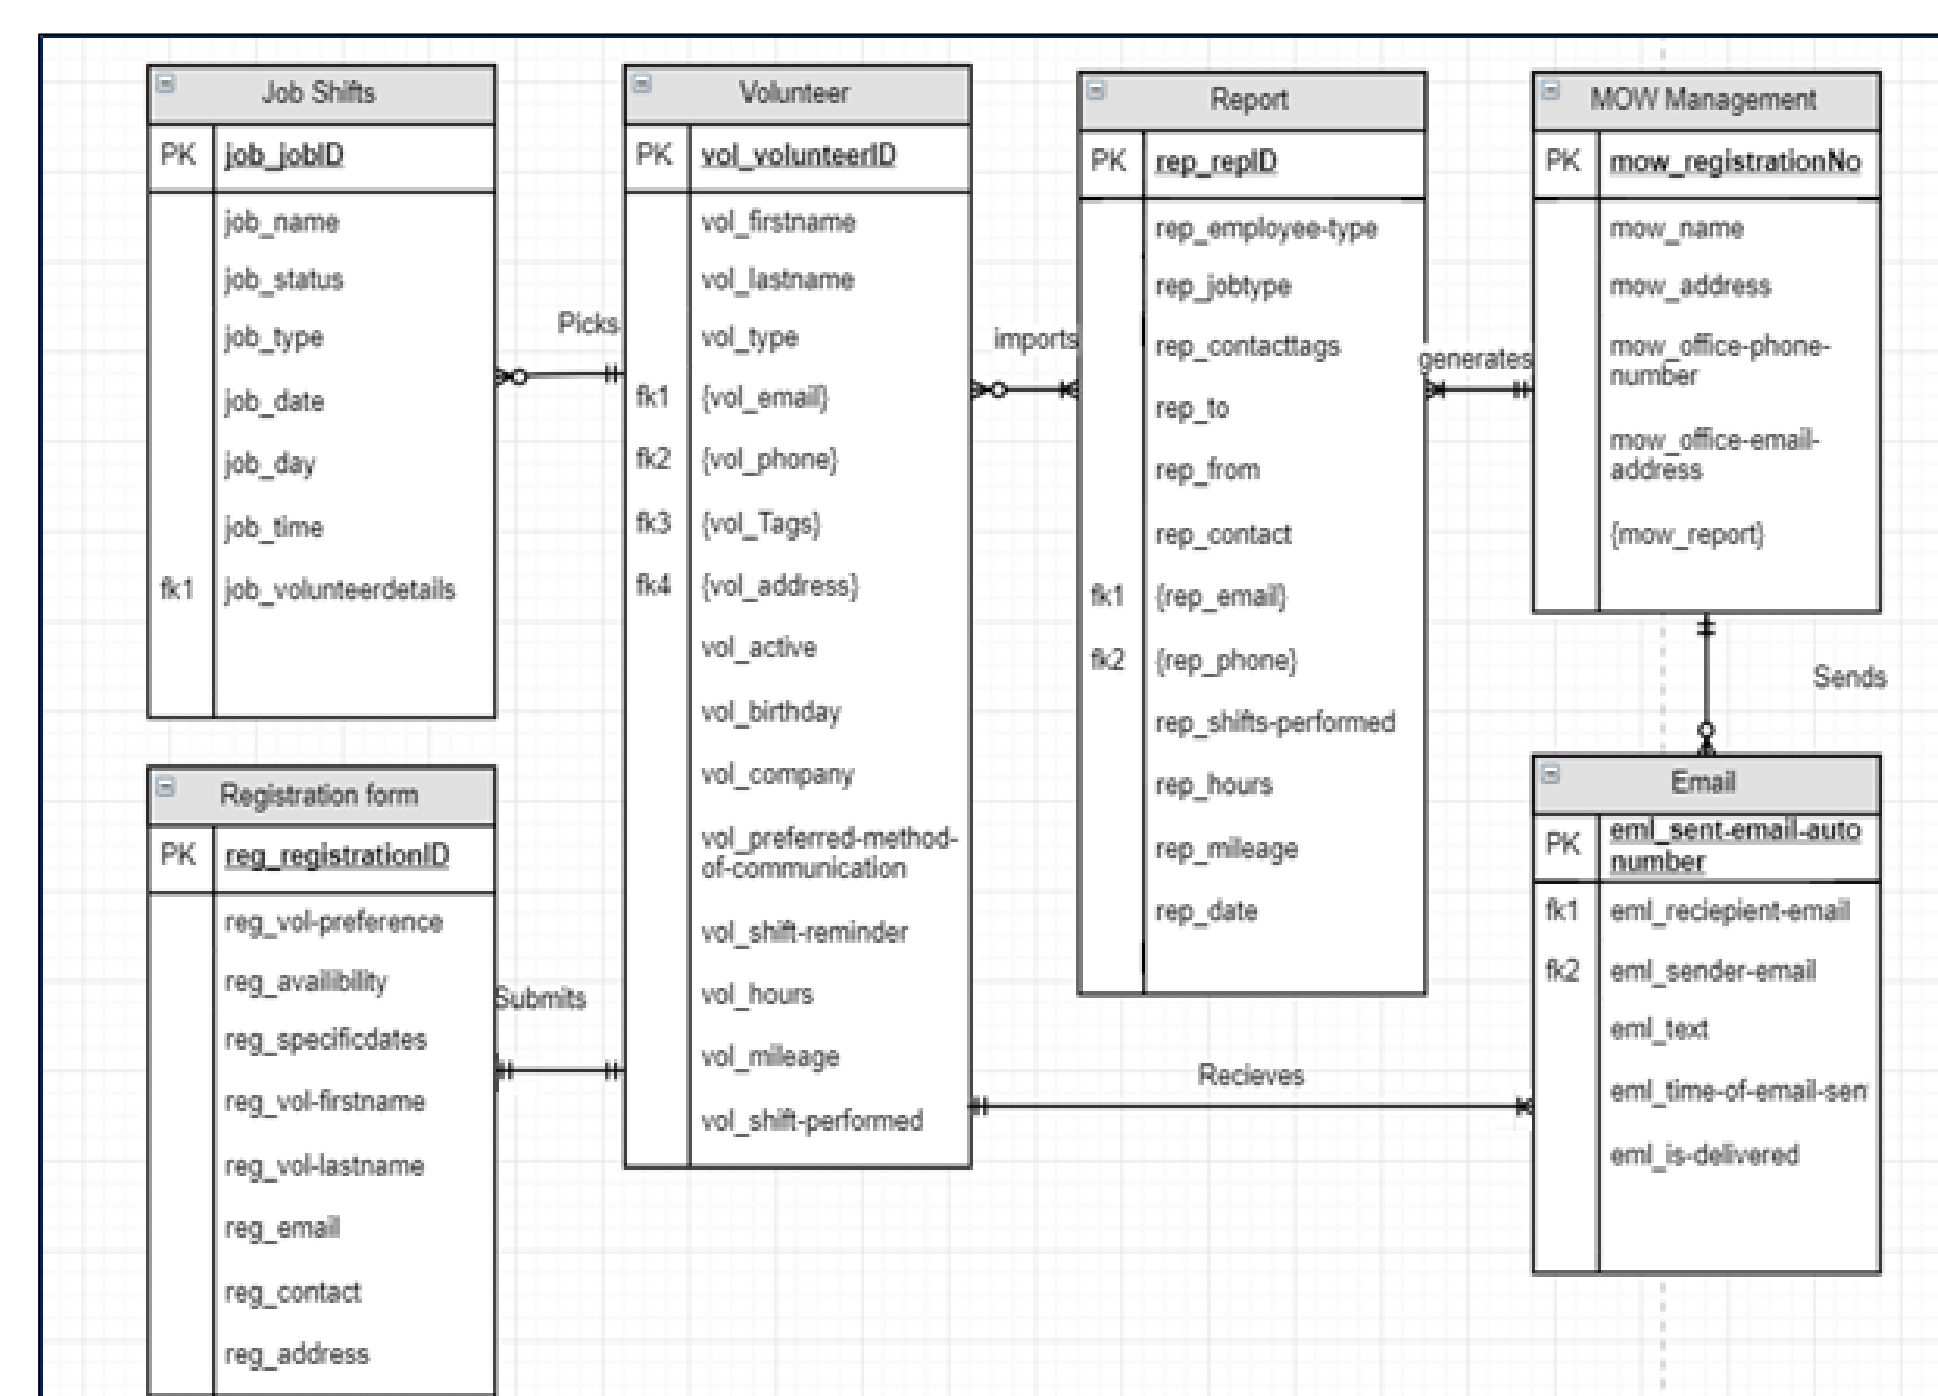 Job Shifts
PK job_jobID
job_name
job_status
job_type
job_date
job_day
job_time
fk1 job_volunteerdetails
Picks
Volunteer
PK vol_volunteerID
vol_firstname
vol_lastname
vol_type
fk1 {vol_email}
fk2 {vol_phone}
fk3 {vol_Tags}
fk4 {vol_address}
vol_active
vol_birthday
vol_company
vol_preferred-method-
of-communication
vol_shift-reminder
vol_hours
vol_mileage
vol_shift-performed
imports
Report
PK rep_repID
rep_employee-type
rep_jobtype
rep_contacttags
rep_to
rep_from
rep_contact
fk1 {rep_email}
fk2 {rep_phone}
rep_shifts-performed
rep_hours
rep_mileage
rep_date
generates
MOW Management
PK mow_registrationNo
mow_name
mow_address
mow_office-phone-
number
mow_office-email-
address
{mow_report}
Sends
Registration form
PK reg_registrationID
reg_vol-preference
reg_availibility
reg_specificdates
reg_vol-firstname
reg_vol-lastname
reg_email
reg_contact
reg_address
Submits
Recieves
Email
PK eml_sent-email-auto
number
fk1 eml_reciepient-email
fk2 eml_sender-email
eml_text
eml_time-of-email-sen
eml_is-delivered